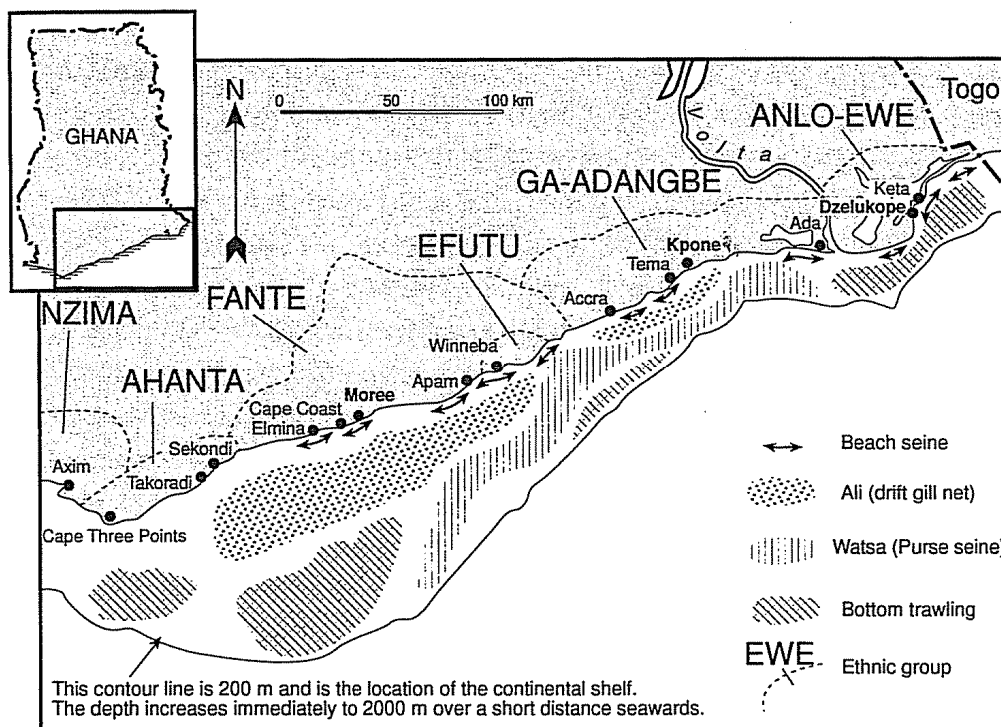 GHANA
N
0 50 100 km
Togo
Volta
ANLO-EWE
GA-ADANGBE
EFUTU
FANTE
NZIMA
AHANTA
Keta
Dzelukope
Ada
Kpone
Tema
Accra
Winneba
Apam
Moree
Cape Coast
Elmina
Sekondi
Takoradi
Axim
Cape Three Points
Beach seine
Ali (drift gill net)
Watsa (Purse seine)
Bottom trawling
EWE
Ethnic group
This contour line is 200 m and is the location of the continental shelf.
The depth increases immediately to 2000 m over a short distance seawards.